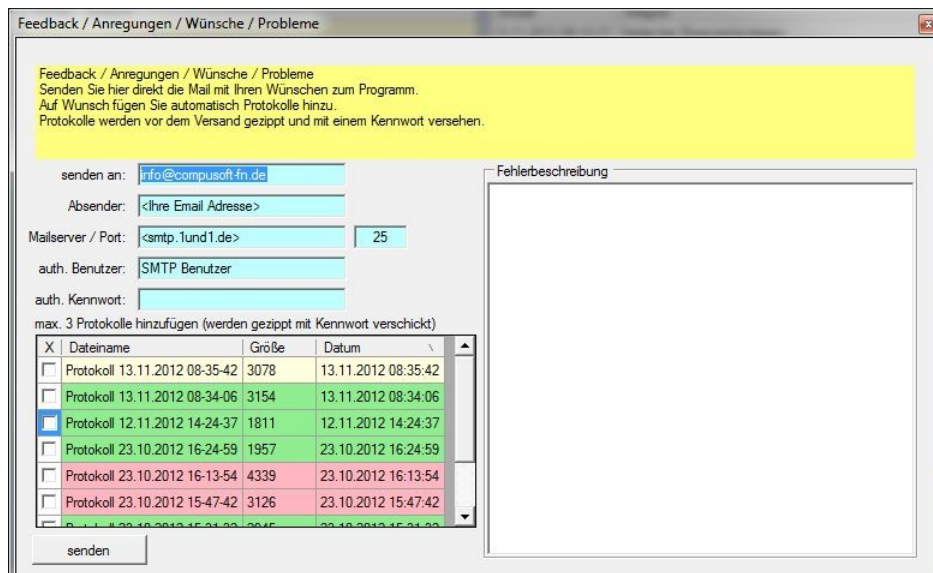 Feedback / Anregungen / Wünsche / Probleme
Feedback / Anregungen / Wünsche / Probleme
Senden Sie hier direkt die Mail mit Ihren Wünschen zum Programm.
Auf Wunsch fügen Sie automatisch Protokolle hinzu.
Protokolle werden vor dem Versand gezippt und mit einem Kennwort versehen.
senden an: info@compusoft-fn.de
Absender: <Ihre Email Adresse>
Mailserver / Port: <smtp.1und1.de> 25
auth. Benutzer: SMTP Benutzer
auth. Kennwort:
max. 3 Protokolle hinzufügen (werden gezippt mit Kennwort verschickt)
X Dateiname Größe Datum
Protokoll 13.11.2012 08-35-42 3078 13.11.2012 08:35:42
Protokoll 13.11.2012 08-34-06 3154 13.11.2012 08:34:06
Protokoll 12.11.2012 14-24-37 1811 12.11.2012 14:24:37
Protokoll 23.10.2012 16-24-59 1957 23.10.2012 16:24:59
Protokoll 23.10.2012 16-13-54 4339 23.10.2012 16:13:54
Protokoll 23.10.2012 15-47-42 3126 23.10.2012 15:47:42
senden
Fehlerbeschreibung